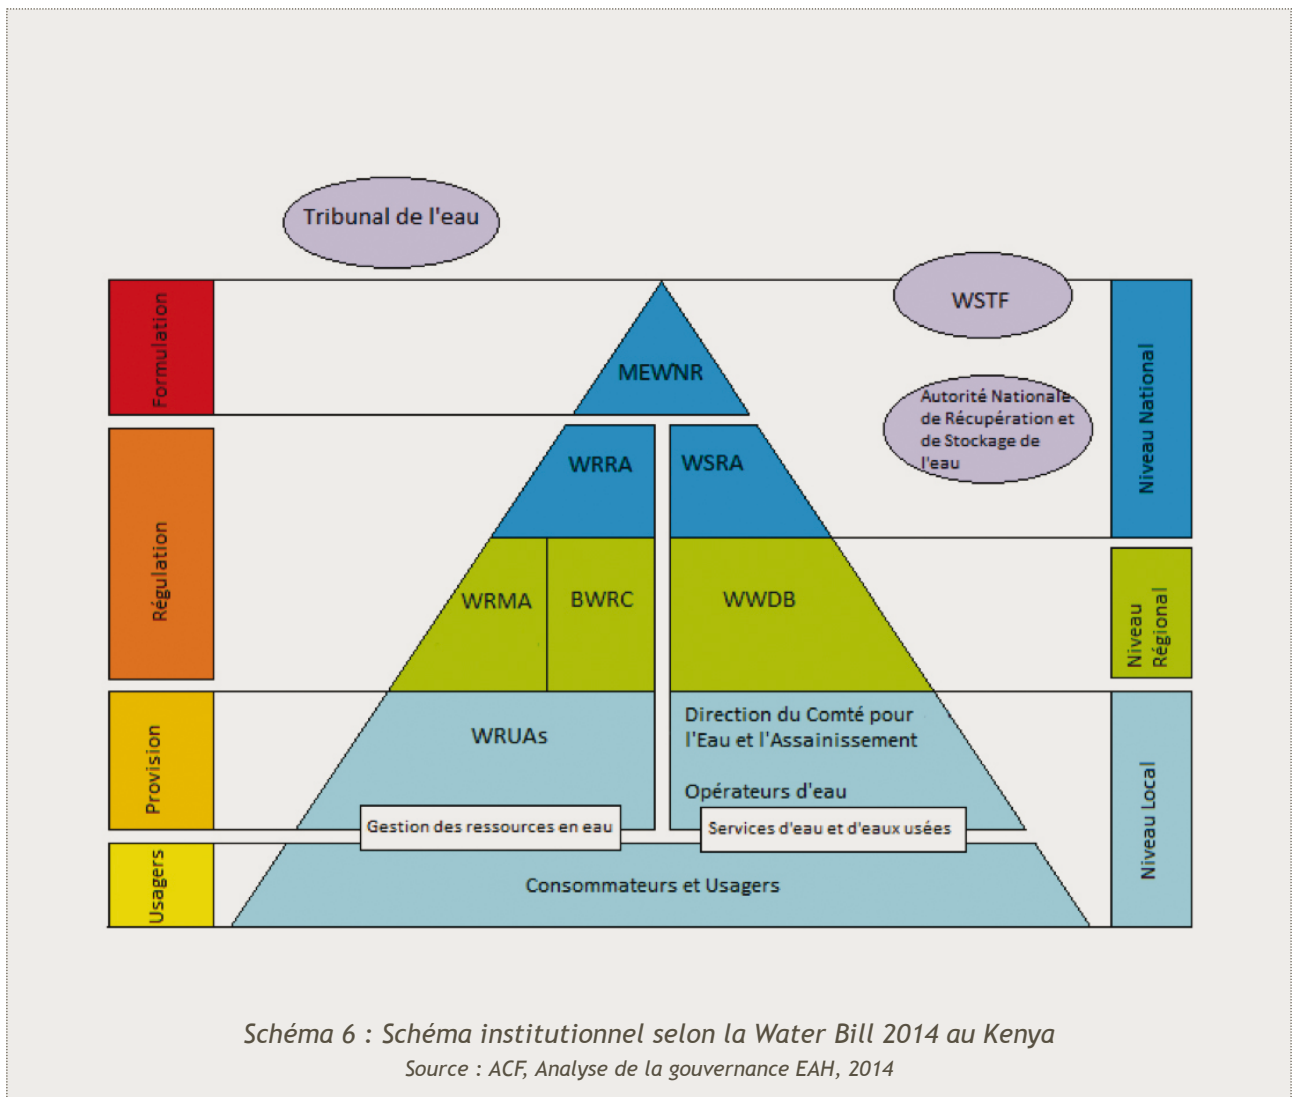 Tribunal de l'eau
WSTF
Formulation
MEWNR
Autorité Nationale
de Récupération et
de Stockage de
l'eau
Niveau National
Régulation
WRRA
WSRA
WRMA
BWRC
WWDB
Niveau
Régional
Provision
WRUAs
Direction du Comté pour
l'Eau et l'Assainissement
Opérateurs d'eau
Gestion des ressources en eau
Services d'eau et d'eaux usées
Niveau Local
Usagers
Consommateurs et Usagers
Schéma 6 : Schéma institutionnel selon la Water Bill 2014 au Kenya
Source : ACF, Analyse de la gouvernance EAH, 2014